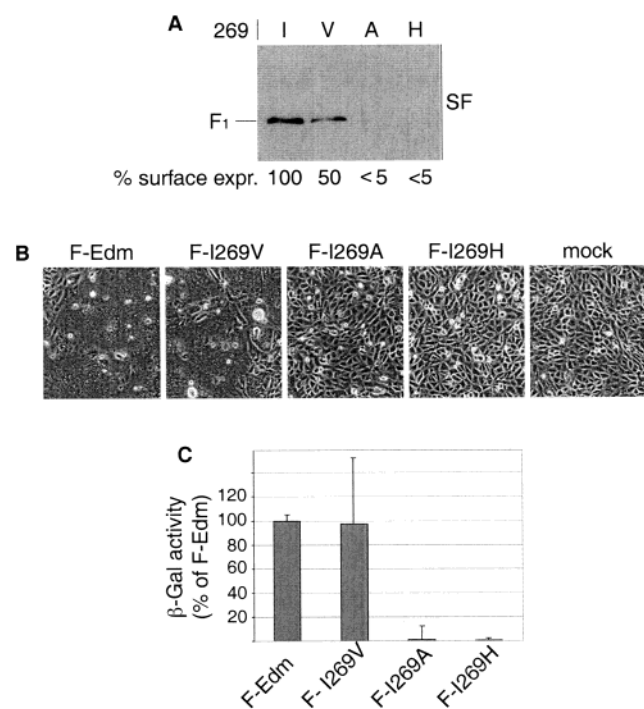 A 269 I V A H
F1
SF
% surface expr. 100 50 <5 <5
B F-Edm F-I269V F-I269A F-I269H mock
C
β-Gal activity
(% of F-Edm)
120
100
80
60
40
20
F-Edm F- I269V F-I269A F-I269H